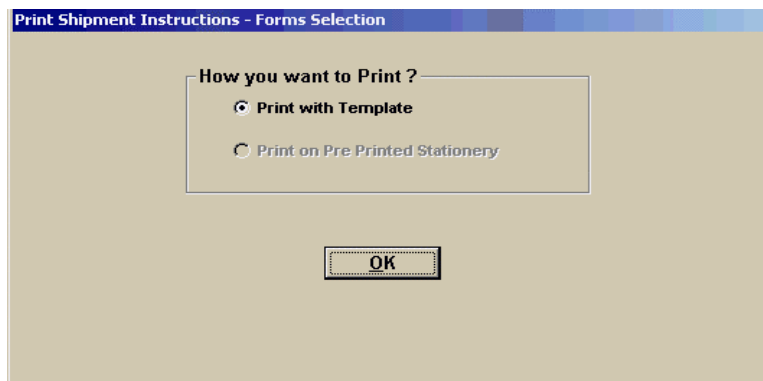 Print Shipment Instructions - Forms Selection
How you want to Print ?
Print with Template
Print on Pre Printed Stationery
OK